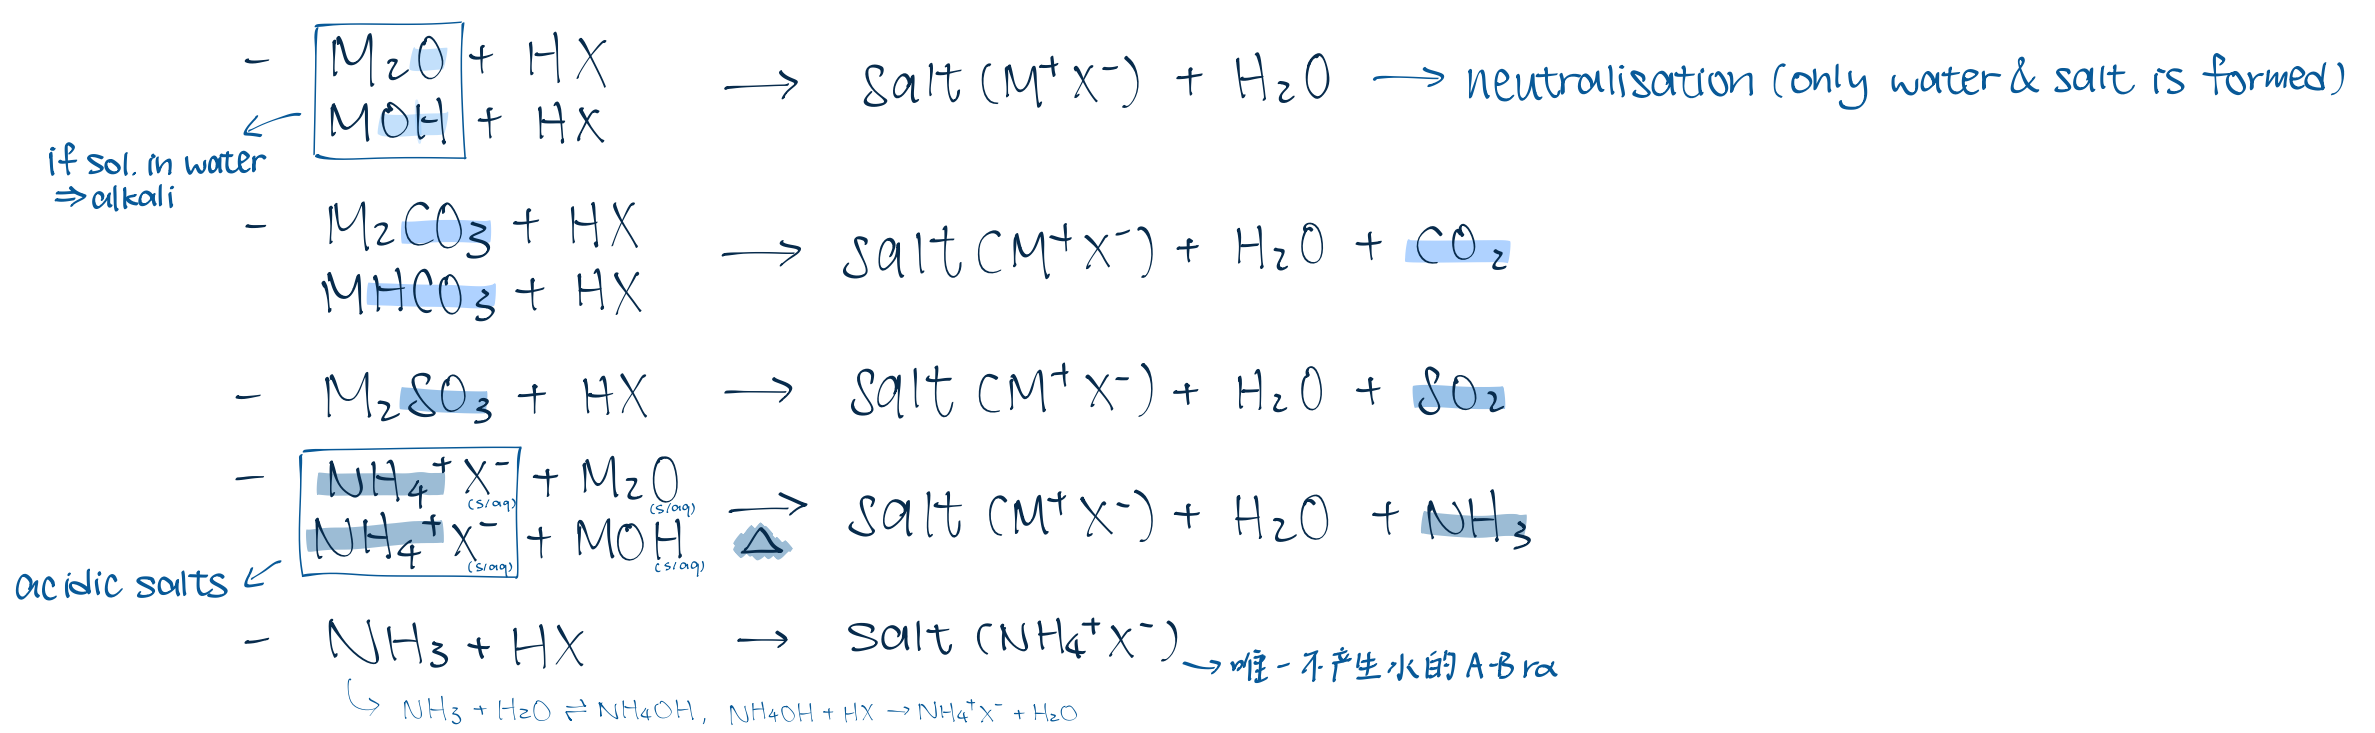 - M₂O + HX
MOH + HX
⟶ salt (M⁺X⁻) + H₂O ⟶ neutralisation (only water & salt is formed)
if sol. in water
⇒ alkali
- M₂CO₃ + HX
MHCO₃ + HX
⟶ salt (M⁺X⁻) + H₂O + CO₂
- M₂SO₃ + HX ⟶ salt (M⁺X⁻) + H₂O + SO₂
- NH₄⁺X⁻(s/aq) + M₂O(s/aq)
NH₄⁺X⁻(s/aq) + MOH(s/aq)
⟶ △ salt (M⁺X⁻) + H₂O + NH₃
acidic salts
- NH₃ + HX ⟶ salt (NH₄⁺X⁻)
→ 唯一不产生水的 A-B rx
NH₃ + H₂O ⇌ NH₄OH, NH₄OH + HX → NH₄⁺X⁻ + H₂O